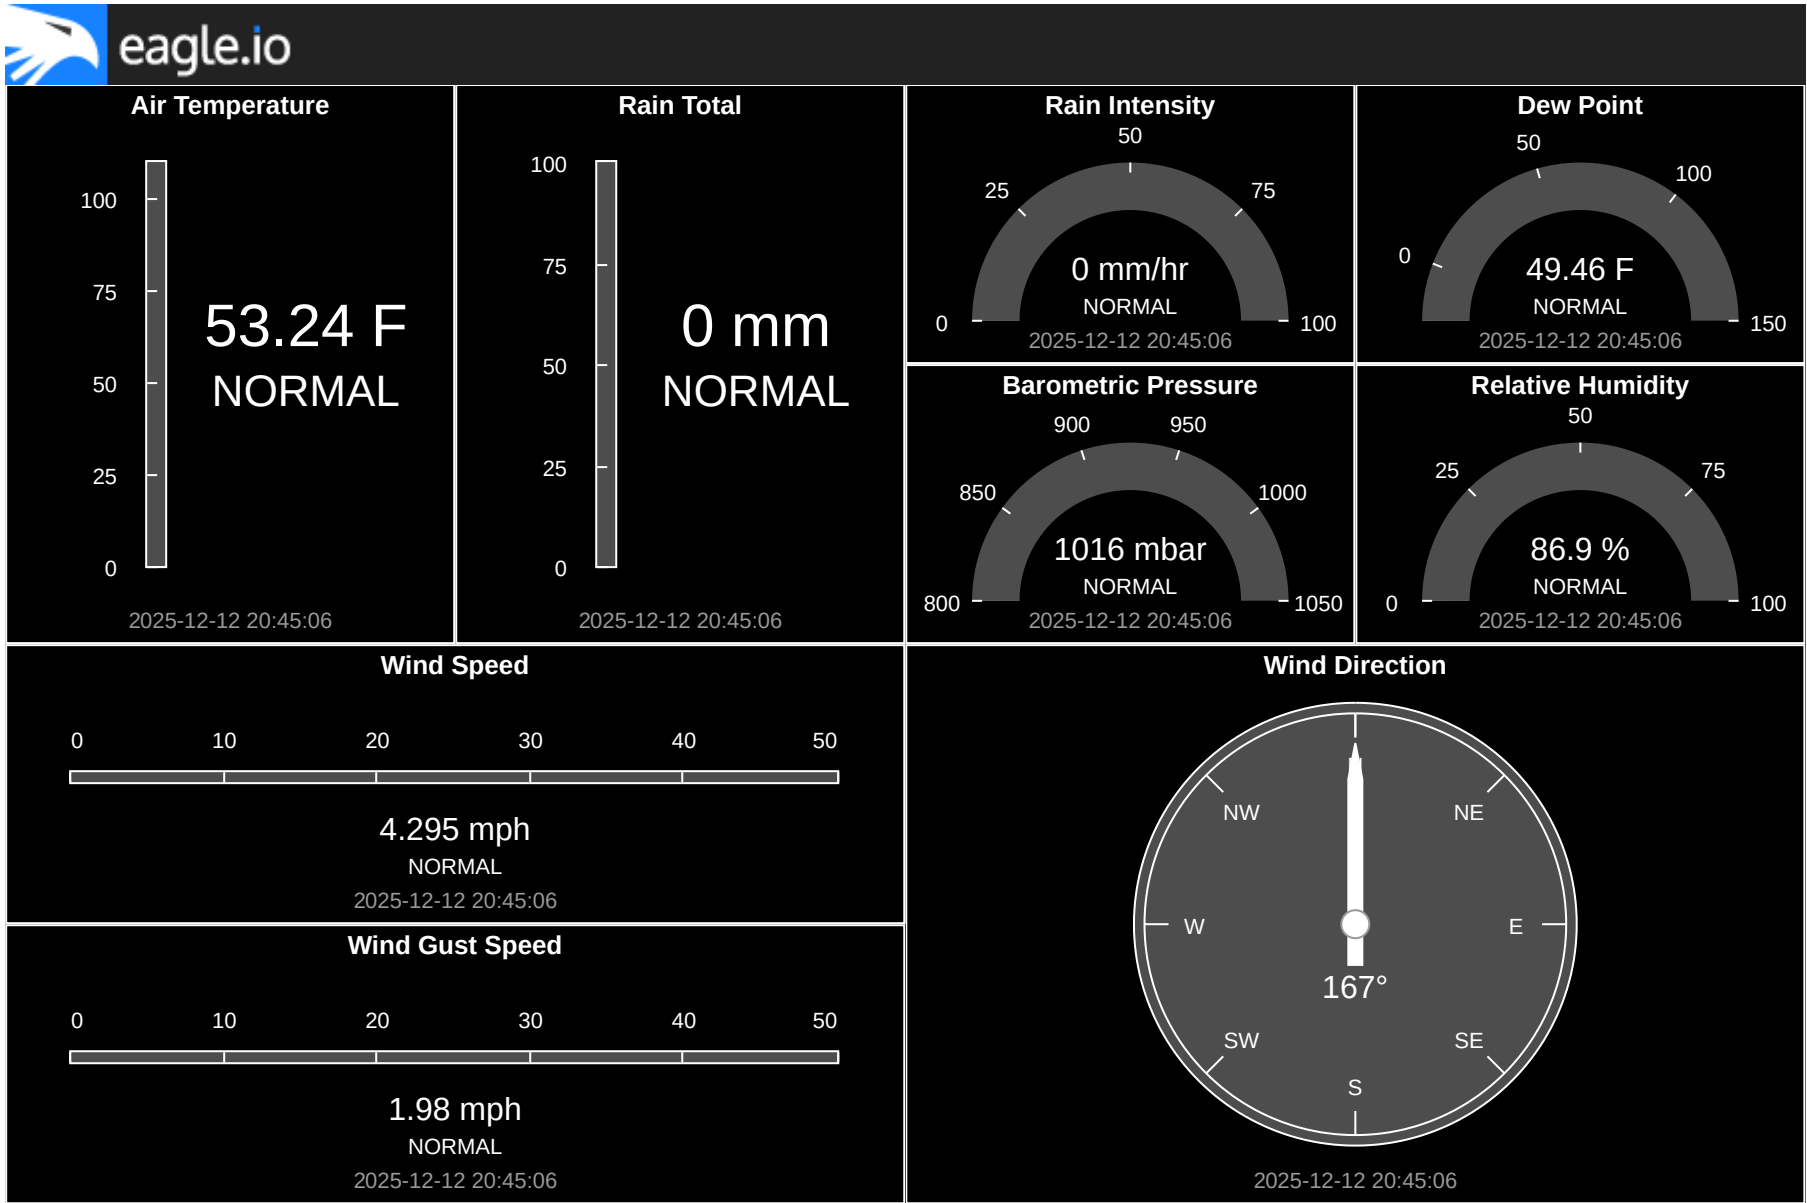 eagle.io
Air Temperature
100
75
50
25
0
53.24 F
NORMAL
2025-12-12 20:45:06
Rain Total
100
75
50
25
0
0 mm
NORMAL
2025-12-12 20:45:06
Rain Intensity
0
25
50
75
100
0 mm/hr
NORMAL
2025-12-12 20:45:06
Dew Point
0
50
100
150
49.46 F
NORMAL
2025-12-12 20:45:06
Barometric Pressure
800
850
900
950
1000
1050
1016 mbar
NORMAL
2025-12-12 20:45:06
Relative Humidity
0
25
50
75
100
86.9 %
NORMAL
2025-12-12 20:45:06
Wind Speed
0 10 20 30 40 50
4.295 mph
NORMAL
2025-12-12 20:45:06
Wind Gust Speed
0 10 20 30 40 50
1.98 mph
NORMAL
2025-12-12 20:45:06
Wind Direction
NW NE
W E
167°
SW SE
S
2025-12-12 20:45:06